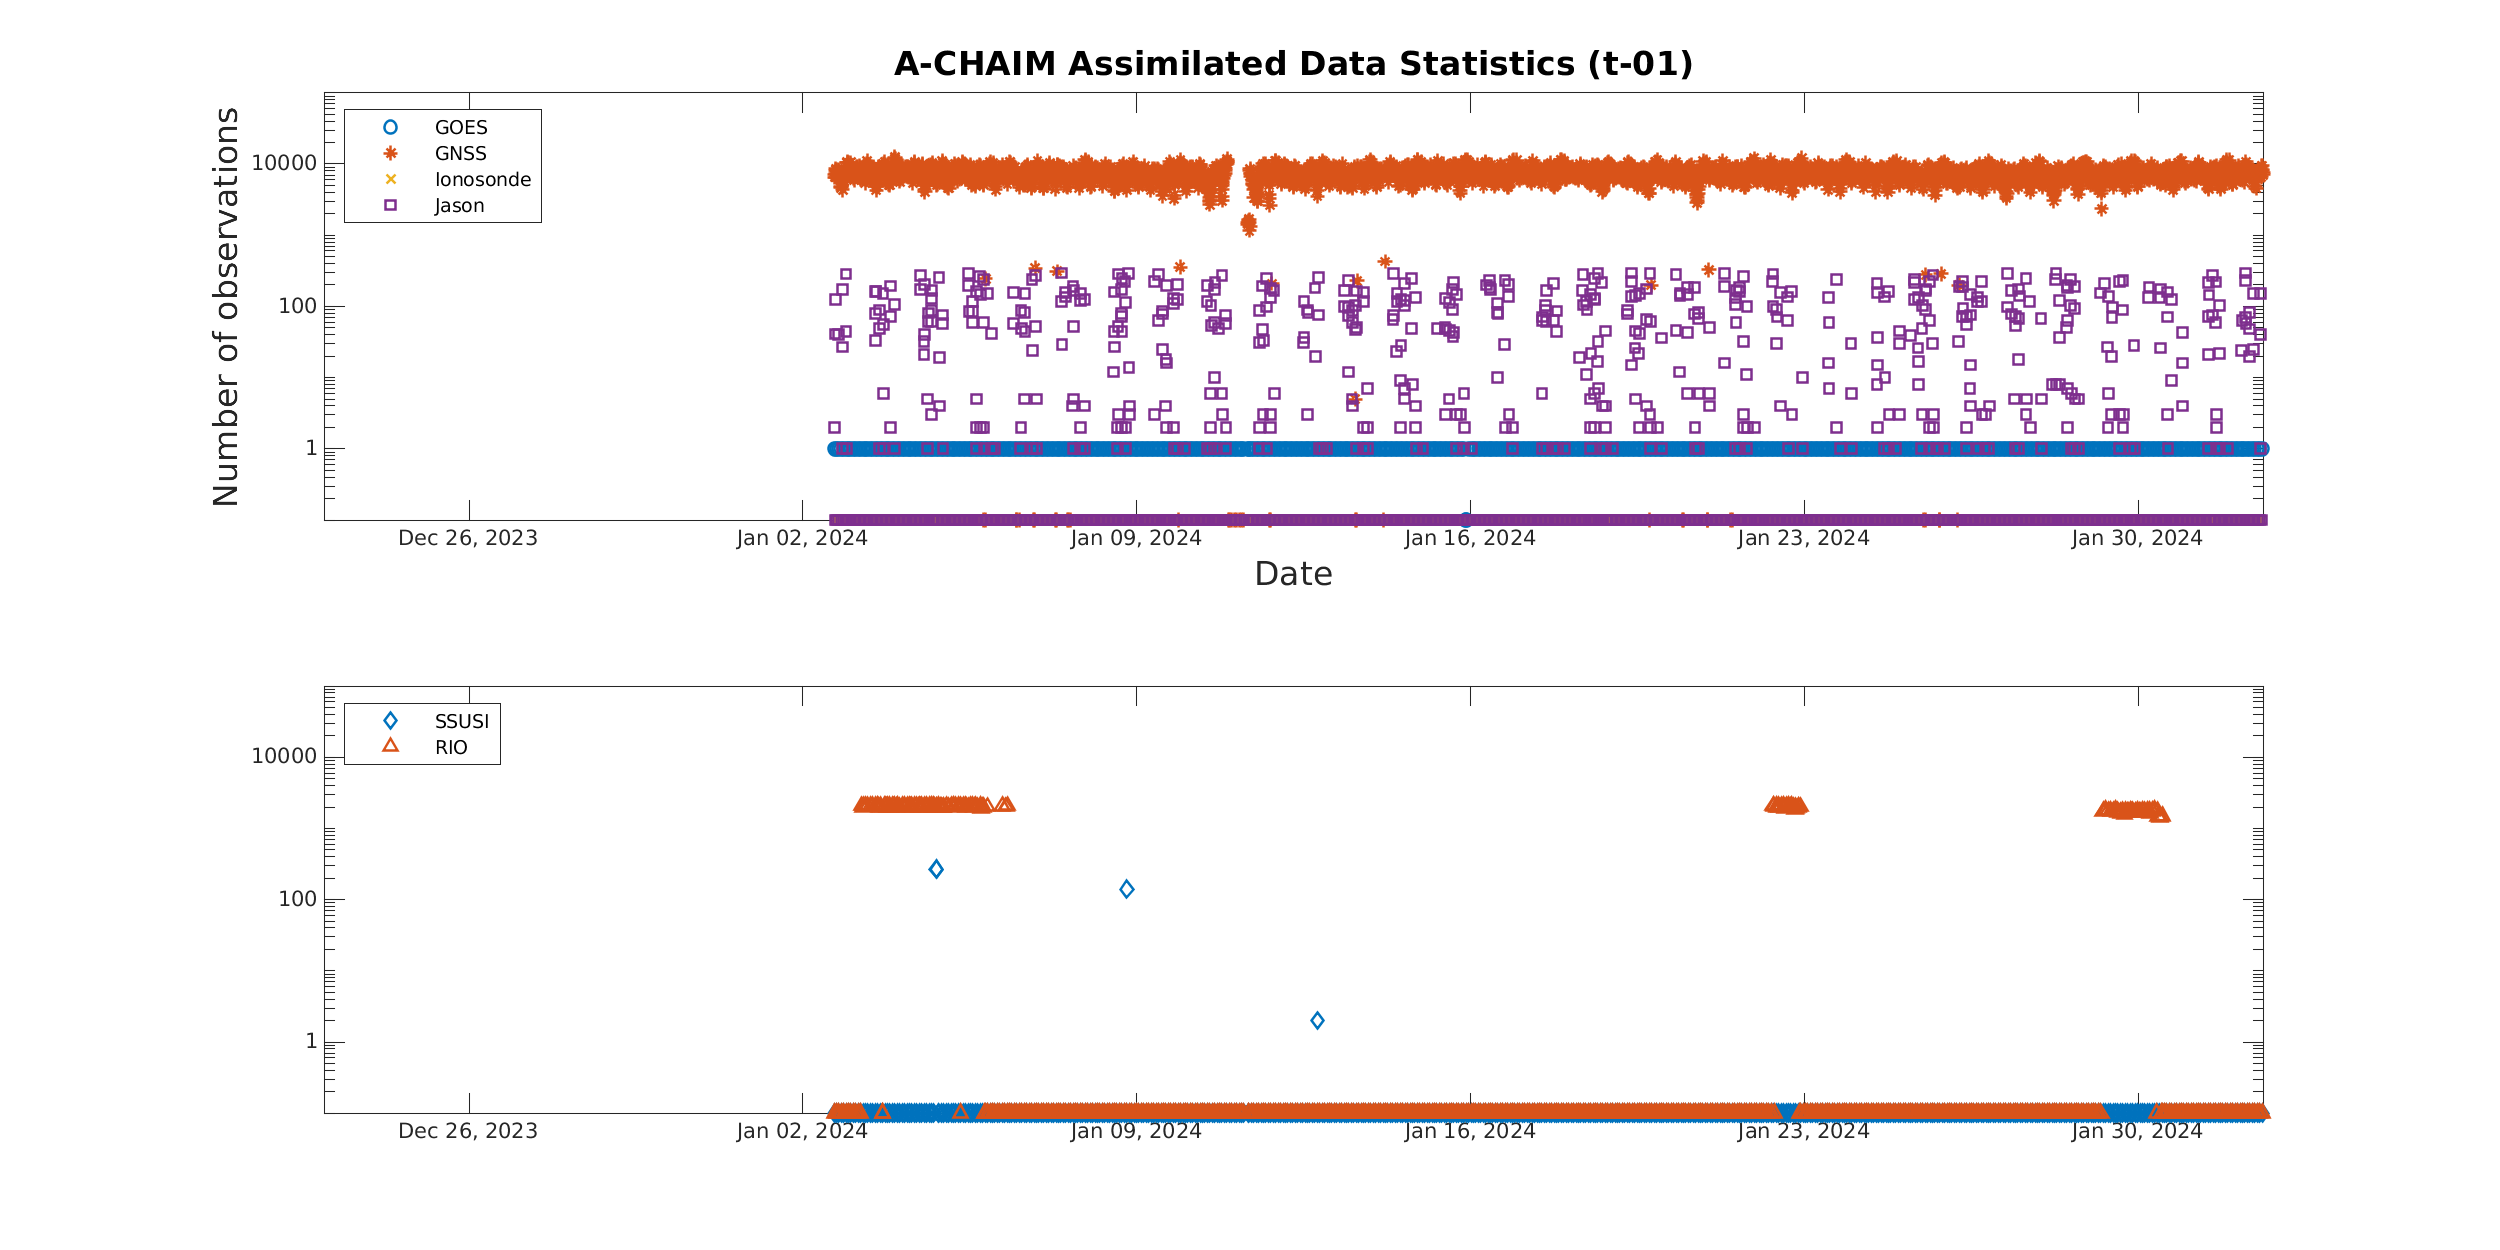 A-CHAIM Assimilated Data Statistics (t-01)
Number of observations
10000
100
1
GOES
GNSS
Ionosonde
Jason
Dec 26, 2023
Jan 02, 2024
Jan 09, 2024
Jan 16, 2024
Jan 23, 2024
Jan 30, 2024
Date
10000
100
1
SSUSI
RIO
Dec 26, 2023
Jan 02, 2024
Jan 09, 2024
Jan 16, 2024
Jan 23, 2024
Jan 30, 2024